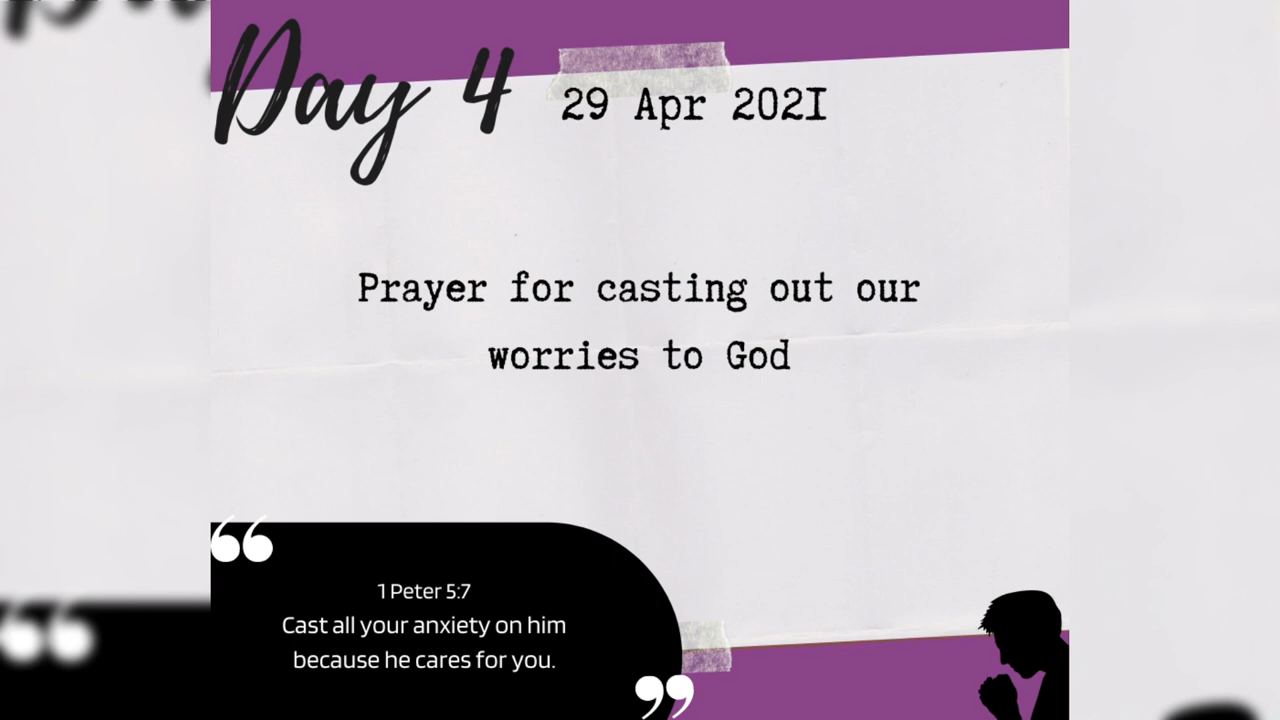 Day 4 29 Apr 2021
Prayer for casting out our
worries to God
“
1 Peter 5:7
Cast all your anxiety on him
because he cares for you.
”